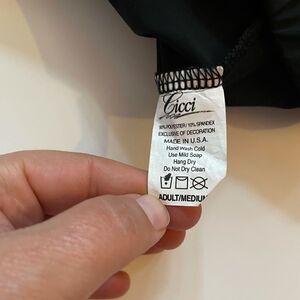 Cicci
90% POLYESTER / 10% SPANDEX
EXCLUSIVE OF DECORATION
MADE IN U.S.A.
Hand Wash Cold
Use Mild Soap
Hang Dry
Do Not Dry Clean
ADULT/MEDIUM